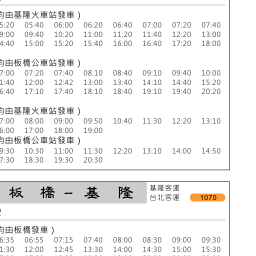 均由基隆火車站發車)
5:20 05:40 06:00 06:20 06:40 07:00 07:20 07:40
9:00 09:40 10:20 11:00 11:20 11:40 12:20 13:00
4:40 15:00 15:20 15:40 16:00 16:40 17:20 18:00
均由板橋公車站發車)
7:00 07:20 07:40 08:10 08:40 09:10 09:40 10:00
1:40 12:00 12:42 13:00 13:40 14:10 14:40 15:20
6:40 17:10 17:40 18:10 18:40 19:10 19:40 20:20
均由基隆火車站發車)
7:00 08:00 09:00 09:50 10:40 11:30 12:20 13:10
6:00 17:00 18:00 19:00
均由板橋公車站發車)
9:30 10:30 11:00 11:30 12:20 13:10 14:00 14:50
7:30 18:30 19:30 20:30
板橋－基隆
基隆客運
台北客運 1070
均由板橋發車)
6:35 06:55 07:15 07:40 08:00 08:30 09:00 09:30
1:30 12:00 12:45 13:30 14:00 14:30 15:00 15:30